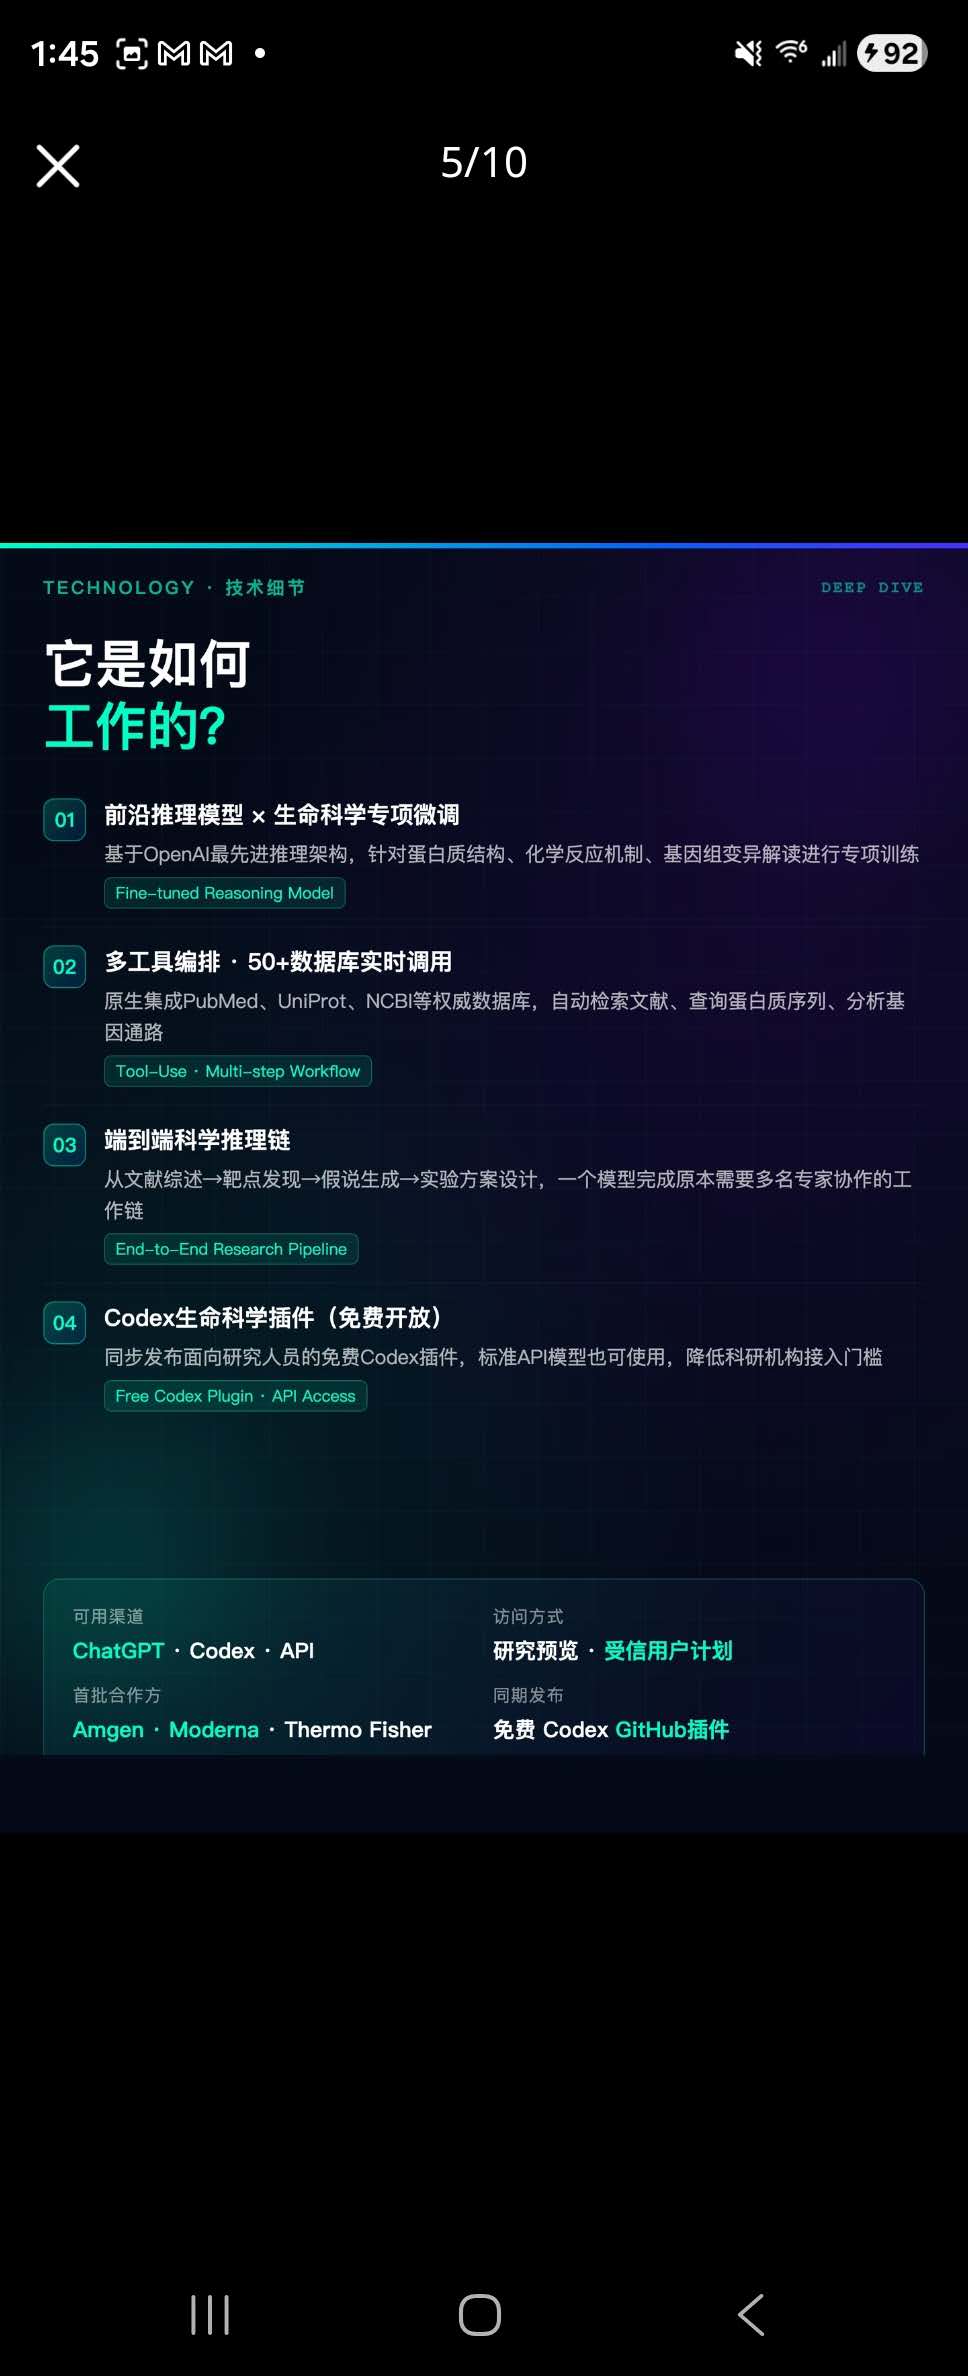 1:45
92
5/10
TECHNOLOGY · 技术细节
DEEP DIVE
它是如何
工作的?
01
前沿推理模型 × 生命科学专项微调
基于OpenAI最先进推理架构，针对蛋白质结构、化学反应机制、基因组变异解读进行专项训练
Fine-tuned Reasoning Model
02
多工具编排 · 50+数据库实时调用
原生集成PubMed、UniProt、NCBI等权威数据库，自动检索文献、查询蛋白质序列、分析基
因通路
Tool-Use · Multi-step Workflow
03
端到端科学推理链
从文献综述→靶点发现→假说生成→实验方案设计，一个模型完成原本需要多名专家协作的工
作链
End-to-End Research Pipeline
04
Codex生命科学插件（免费开放）
同步发布面向研究人员的免费Codex插件，标准API模型也可使用，降低科研机构接入门槛
Free Codex Plugin · API Access
可用渠道
ChatGPT · Codex · API
访问方式
研究预览 · 受信用户计划
首批合作方
Amgen · Moderna · Thermo Fisher
同期发布
免费 Codex GitHub插件